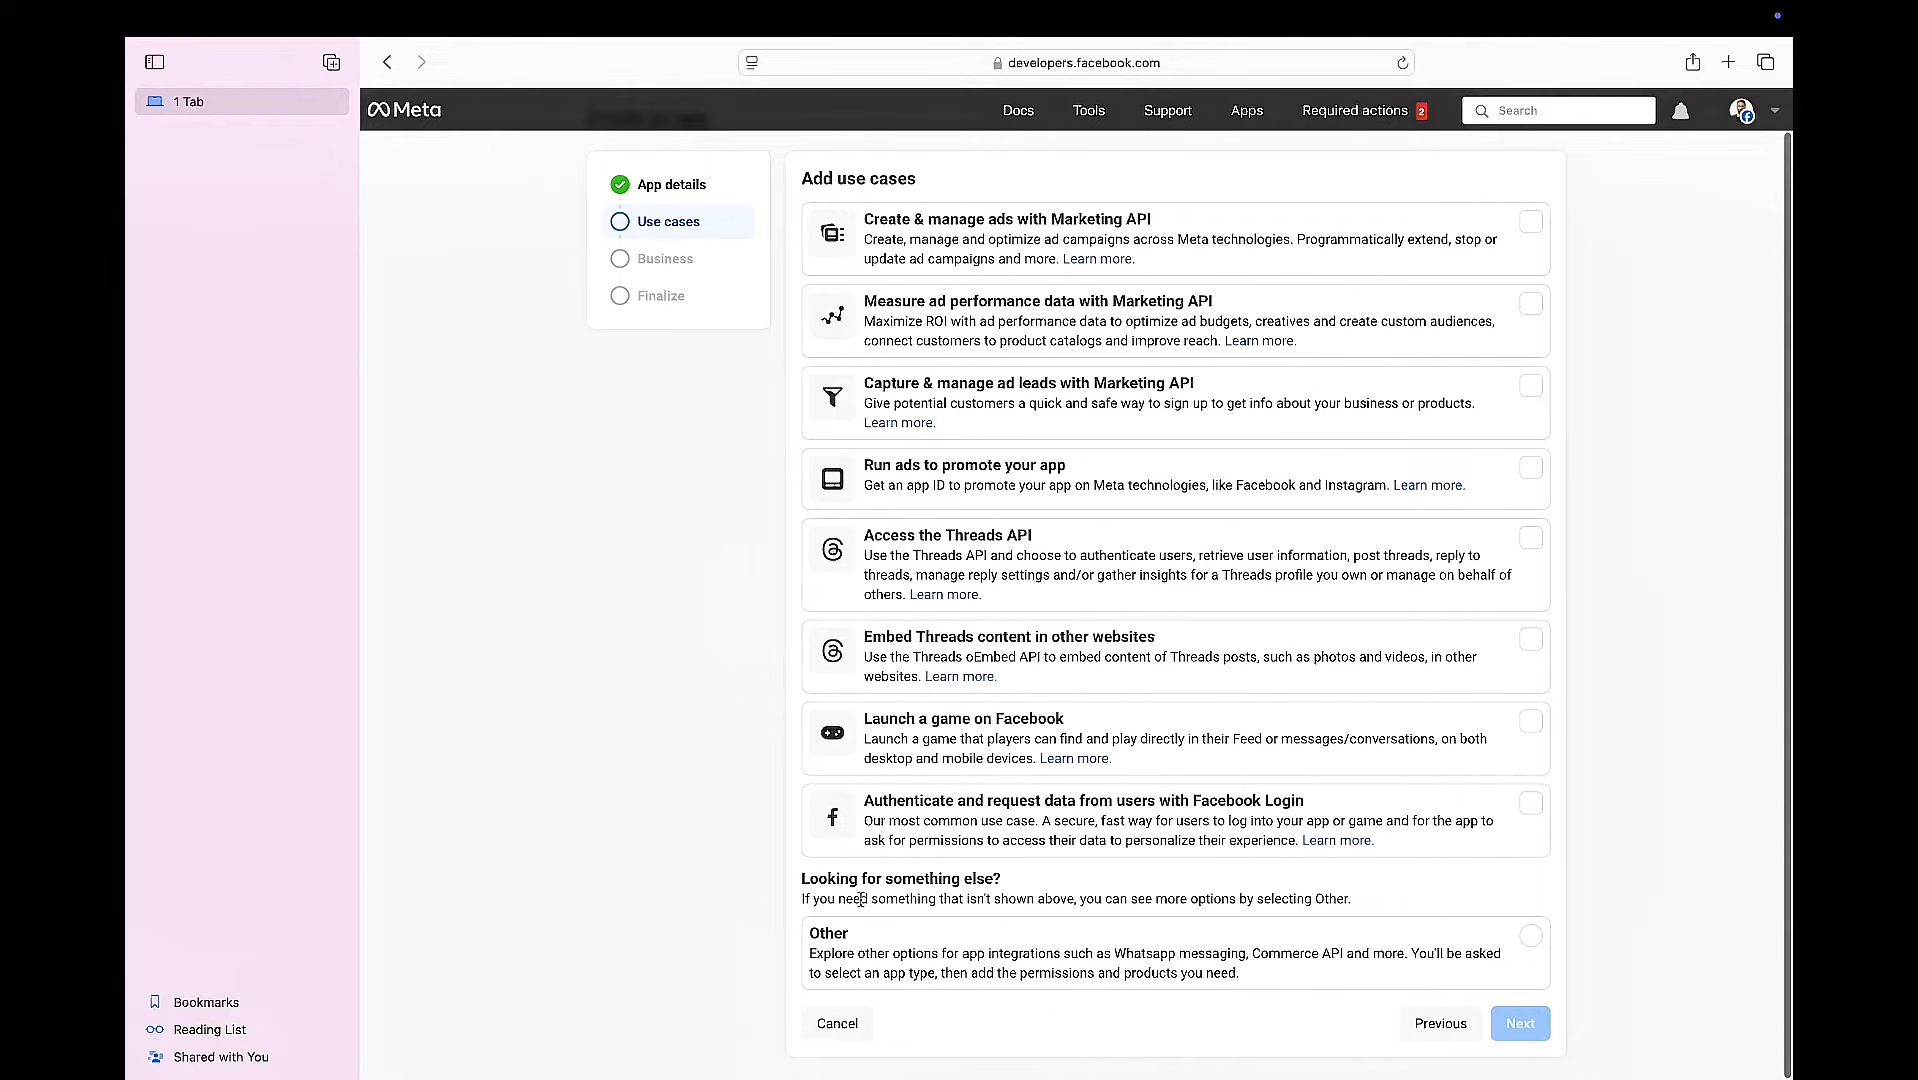 1 Tab
developers.facebook.com
Meta
Docs
Tools
Support
Apps
Required actions 2
Search
App details
Use cases
Business
Finalize
Add use cases
Create & manage ads with Marketing API
Create, manage and optimize ad campaigns across Meta technologies. Programmatically extend, stop or
update ad campaigns and more. Learn more.
Measure ad performance data with Marketing API
Maximize ROI with ad performance data to optimize ad budgets, creatives and create custom audiences,
connect customers to product catalogs and improve reach. Learn more.
Capture & manage ad leads with Marketing API
Give potential customers a quick and safe way to sign up to get info about your business or products.
Learn more.
Run ads to promote your app
Get an app ID to promote your app on Meta technologies, like Facebook and Instagram. Learn more.
Access the Threads API
Use the Threads API and choose to authenticate users, retrieve user information, post threads, reply to
threads, manage reply settings and/or gather insights for a Threads profile you own or manage on behalf of
others. Learn more.
Embed Threads content in other websites
Use the Threads oEmbed API to embed content of Threads posts, such as photos and videos, in other
websites. Learn more.
Launch a game on Facebook
Launch a game that players can find and play directly in their Feed or messages/conversations, on both
desktop and mobile devices. Learn more.
Authenticate and request data from users with Facebook Login
Our most common use case. A secure, fast way for users to log into your app or game and for the app to
ask for permissions to access their data to personalize their experience. Learn more.
Looking for something else?
If you need something that isn't shown above, you can see more options by selecting Other.
Other
Explore other options for app integrations such as Whatsapp messaging, Commerce API and more. You'll be asked
to select an app type, then add the permissions and products you need.
Cancel
Previous
Next
Bookmarks
Reading List
Shared with You